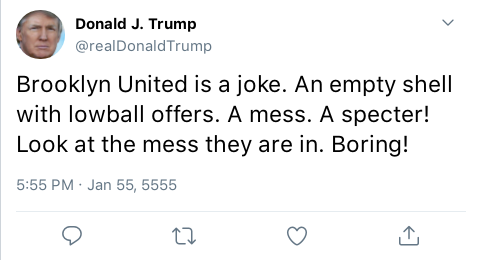 Donald J. Trump
@realDonaldTrump
Brooklyn United is a joke. An empty shell
with lowball offers. A mess. A specter!
Look at the mess they are in. Boring!
5:55 PM · Jan 55, 5555